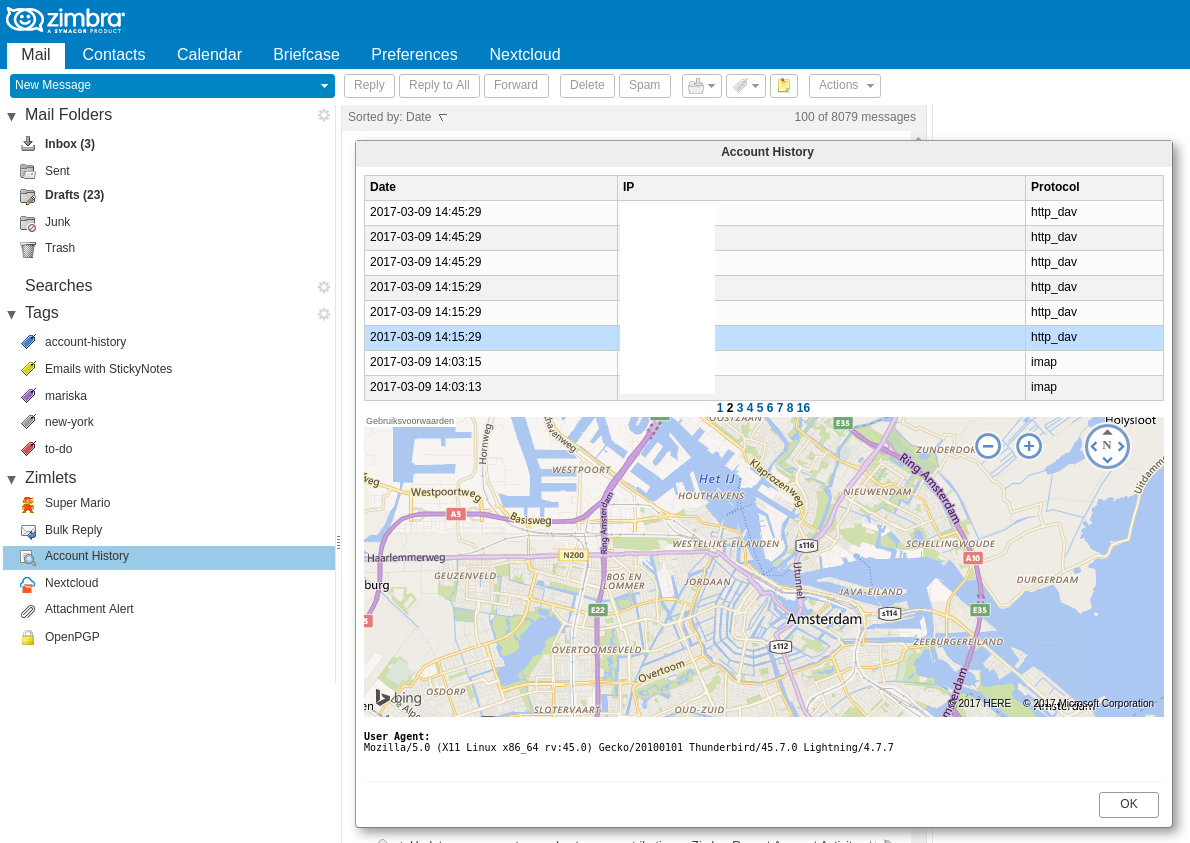 zimbra
A SYNACOR PRODUCT
Mail Contacts Calendar Briefcase Preferences Nextcloud
New Message
Reply Reply to All Forward Delete Spam Actions
Mail Folders
Inbox (3)
Sent
Drafts (23)
Junk
Trash
Searches
Tags
account-history
Emails with StickyNotes
mariska
new-york
to-do
Zimlets
Super Mario
Bulk Reply
Account History
Nextcloud
Attachment Alert
OpenPGP
Sorted by: Date 100 of 8079 messages
Account History
Date IP Protocol
2017-03-09 14:45:29 http_dav
2017-03-09 14:45:29 http_dav
2017-03-09 14:45:29 http_dav
2017-03-09 14:15:29 http_dav
2017-03-09 14:15:29 http_dav
2017-03-09 14:15:29 http_dav
2017-03-09 14:03:15 imap
2017-03-09 14:03:13 imap
1 2 3 4 5 6 7 8 16
Gebruiksvoorwaarden
OOSTZAAN
E35
Holysloot
Hornweg
havenweg
ZUNDERDOR
N
WESTPOORT
Het IJ
Klaprozenweg
Ring Amsterdam
Uitdamm
Westpoortweg
HOUTHAVENS
NIEUWENDAM
A5
Basisweg
Ring Amsterdam
WESTELIJKE EILANDEN
s116
SCHELLINGWOUDE
Haarlemmerweg
N200
A10
GEUZENVELD
BOS EN
LOMMER
JORDAAN
IJtunnel
JAVA-EILAND
DURGERDAM
burg
E22
s114
E35
Amsterdam
s112
ZEEBURGEREILAND
OVERTOOMSEVELD
Overtoom
OSDORP
bing
SLOTERVAART
OUD-ZUID
msterdam
© 2017 HERE © 2017 Microsoft Corporation
Amsterdam
User Agent:
Mozilla/5.0 (X11 Linux x86_64 rv:45.0) Gecko/20100101 Thunderbird/45.7.0 Lightning/4.7.7
OK